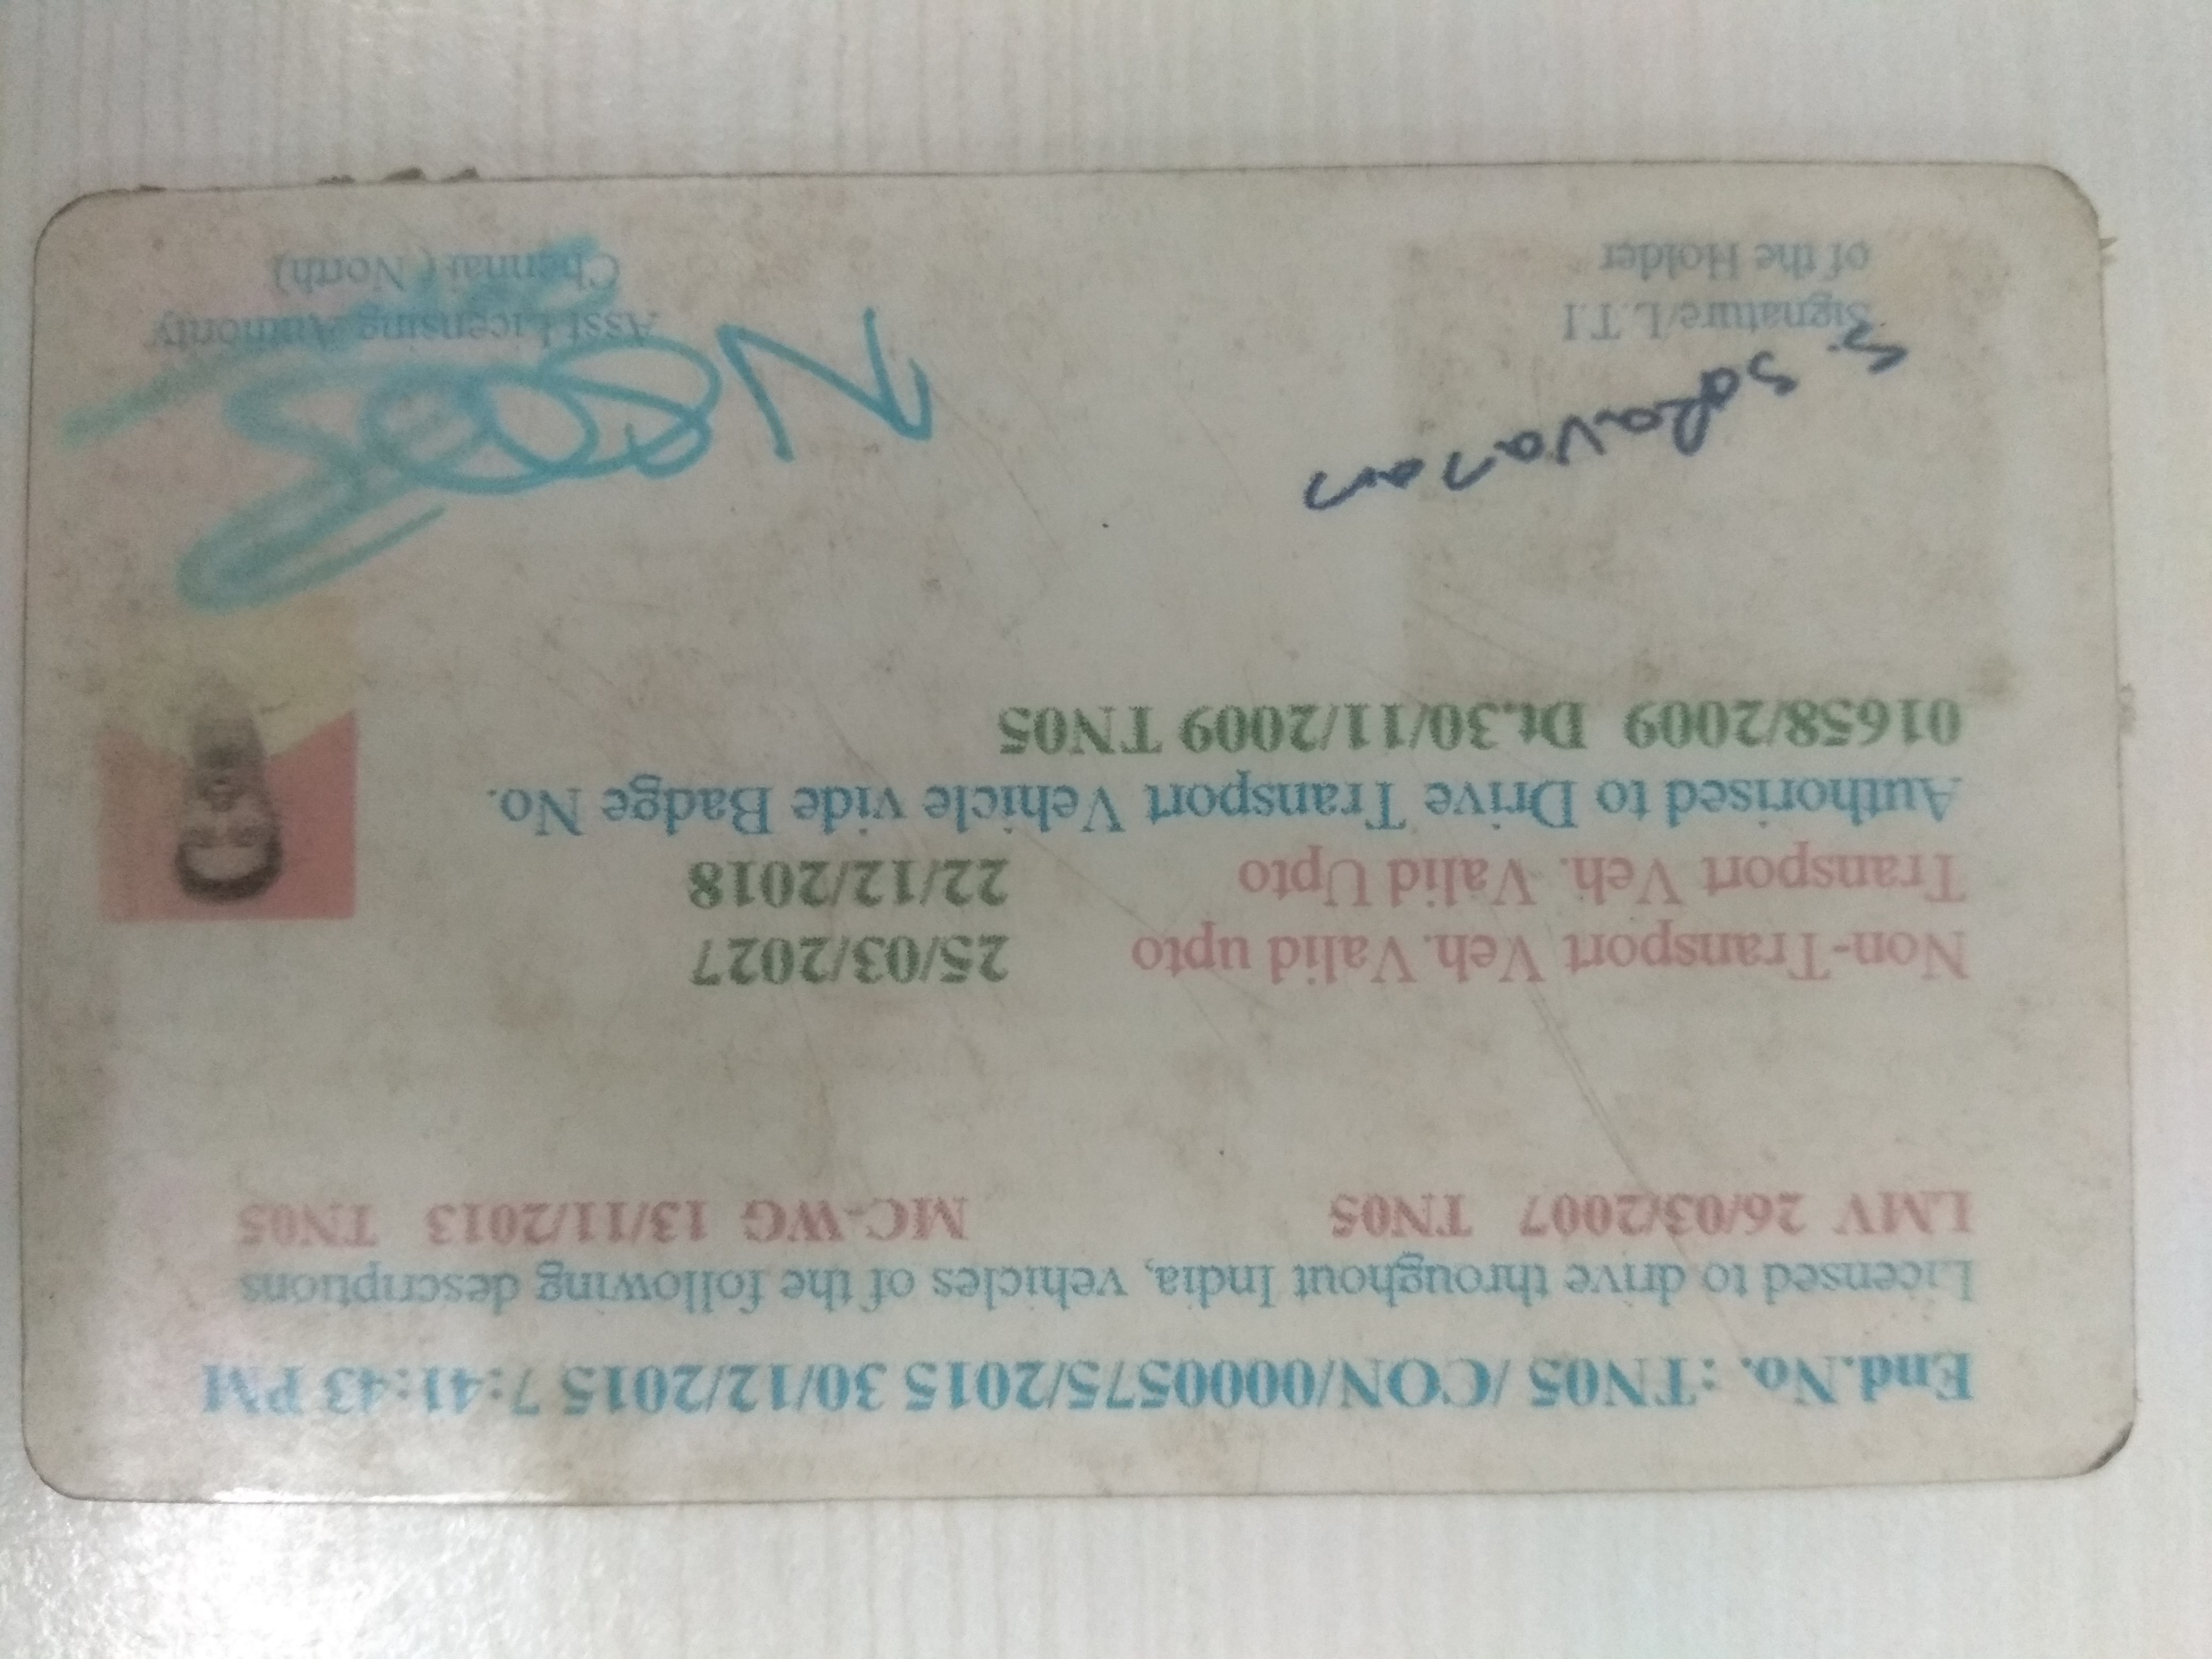 End.No. : TN05 /CON/0000575/2015 30/12/2015 7:41:43 PM
Licensed to drive throughout India, vehicles of the following descriptions
LMV 26/03/2007 TN05 MC-WG 13/11/2013 TN05
Non-Transport Veh. Valid upto 25/03/2027
Transport Veh. Valid Upto 22/12/2018
Authorised to Drive Transport Vehicle vide Badge No.
01658/2009 Dt.30/11/2009 TN05
S. Saravanan
Signature/L.T.I
of the Holder
Asst Licensing Authority
Chennai ( North)